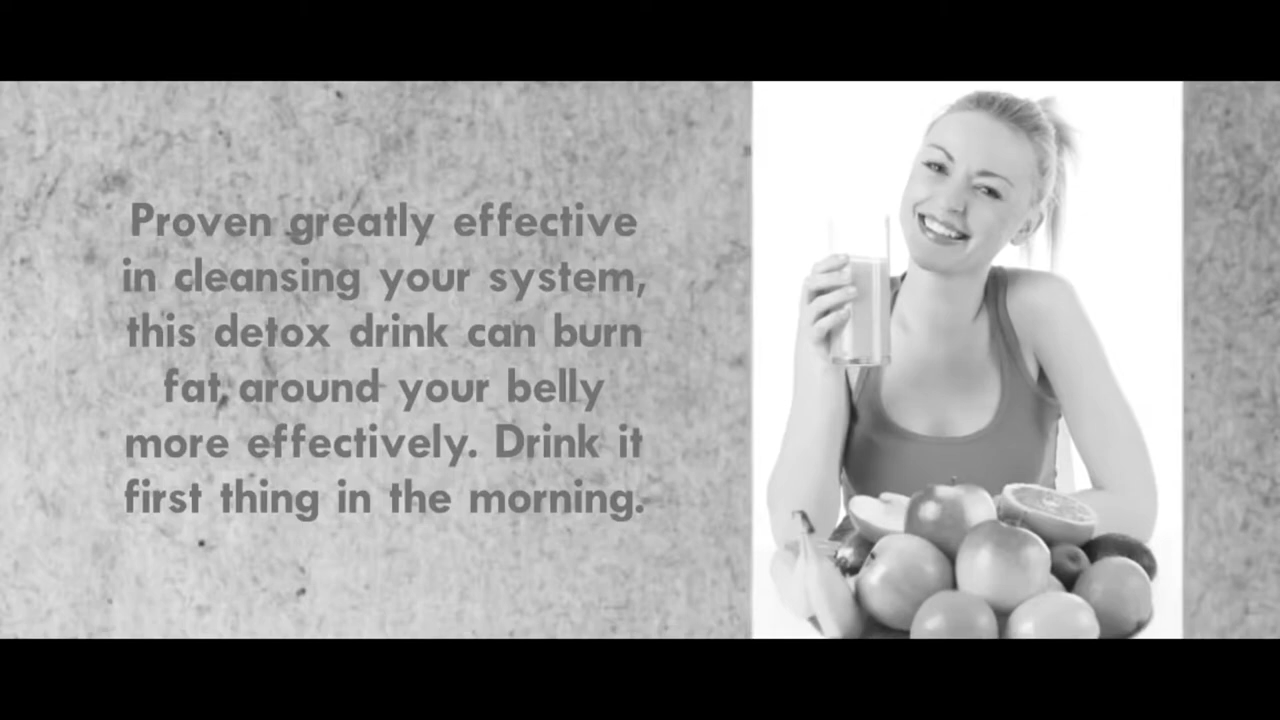 Proven greatly effective
in cleansing your system,
this detox drink can burn
fat around your belly
more effectively. Drink it
first thing in the morning.